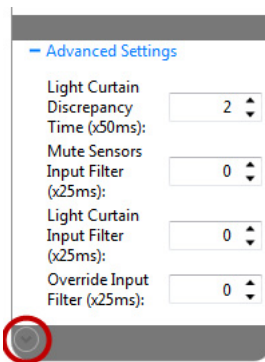 − Advanced Settings
Light Curtain
Discrepancy
Time (x50ms):
2
Mute Sensors
Input Filter
(x25ms):
0
Light Curtain
Input Filter
(x25ms):
0
Override Input
Filter (x25ms):
0